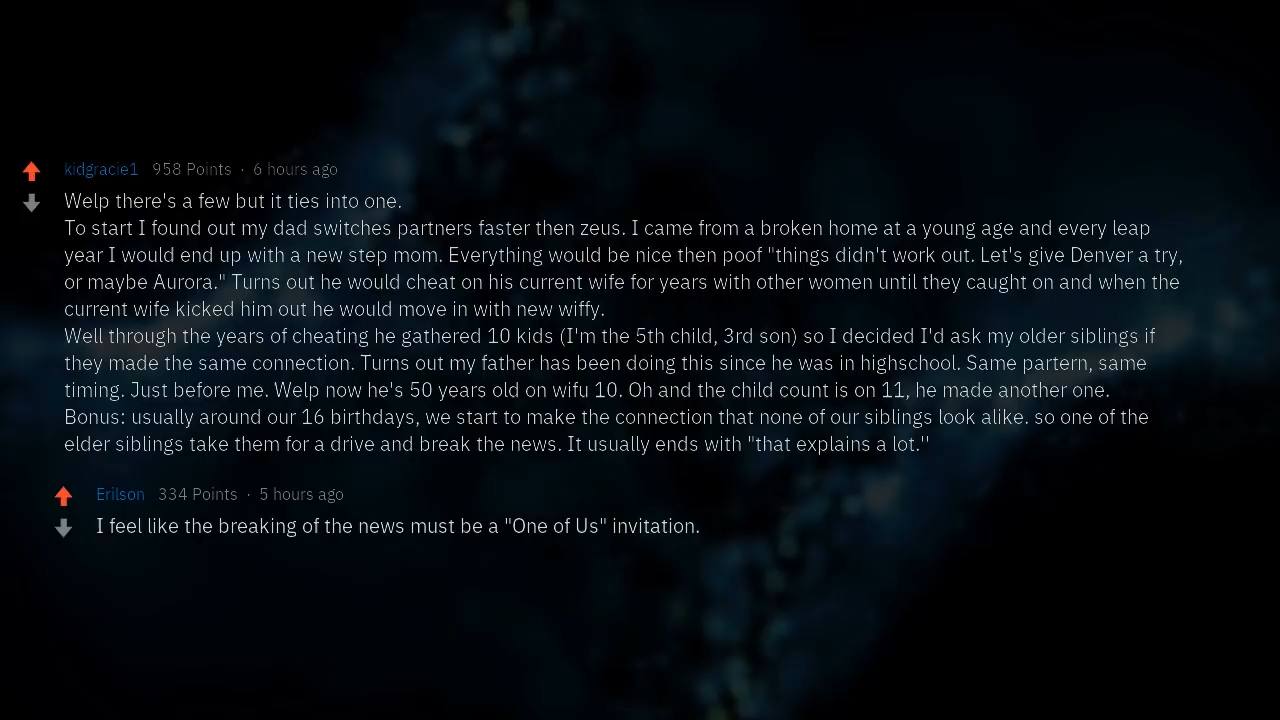 kidgracie1 958 Points · 6 hours ago
Welp there's a few but it ties into one.
To start I found out my dad switches partners faster then zeus. I came from a broken home at a young age and every leap
year I would end up with a new step mom. Everything would be nice then poof "things didn't work out. Let's give Denver a try,
or maybe Aurora." Turns out he would cheat on his current wife for years with other women until they caught on and when the
current wife kicked him out he would move in with new wiffy.
Well through the years of cheating he gathered 10 kids (I'm the 5th child, 3rd son) so I decided I'd ask my older siblings if
they made the same connection. Turns out my father has been doing this since he was in highschool. Same partern, same
timing. Just before me. Welp now he's 50 years old on wifu 10. Oh and the child count is on 11, he made another one.
Bonus: usually around our 16 birthdays, we start to make the connection that none of our siblings look alike. so one of the
elder siblings take them for a drive and break the news. It usually ends with "that explains a lot.''
Erilson 334 Points · 5 hours ago
I feel like the breaking of the news must be a "One of Us" invitation.